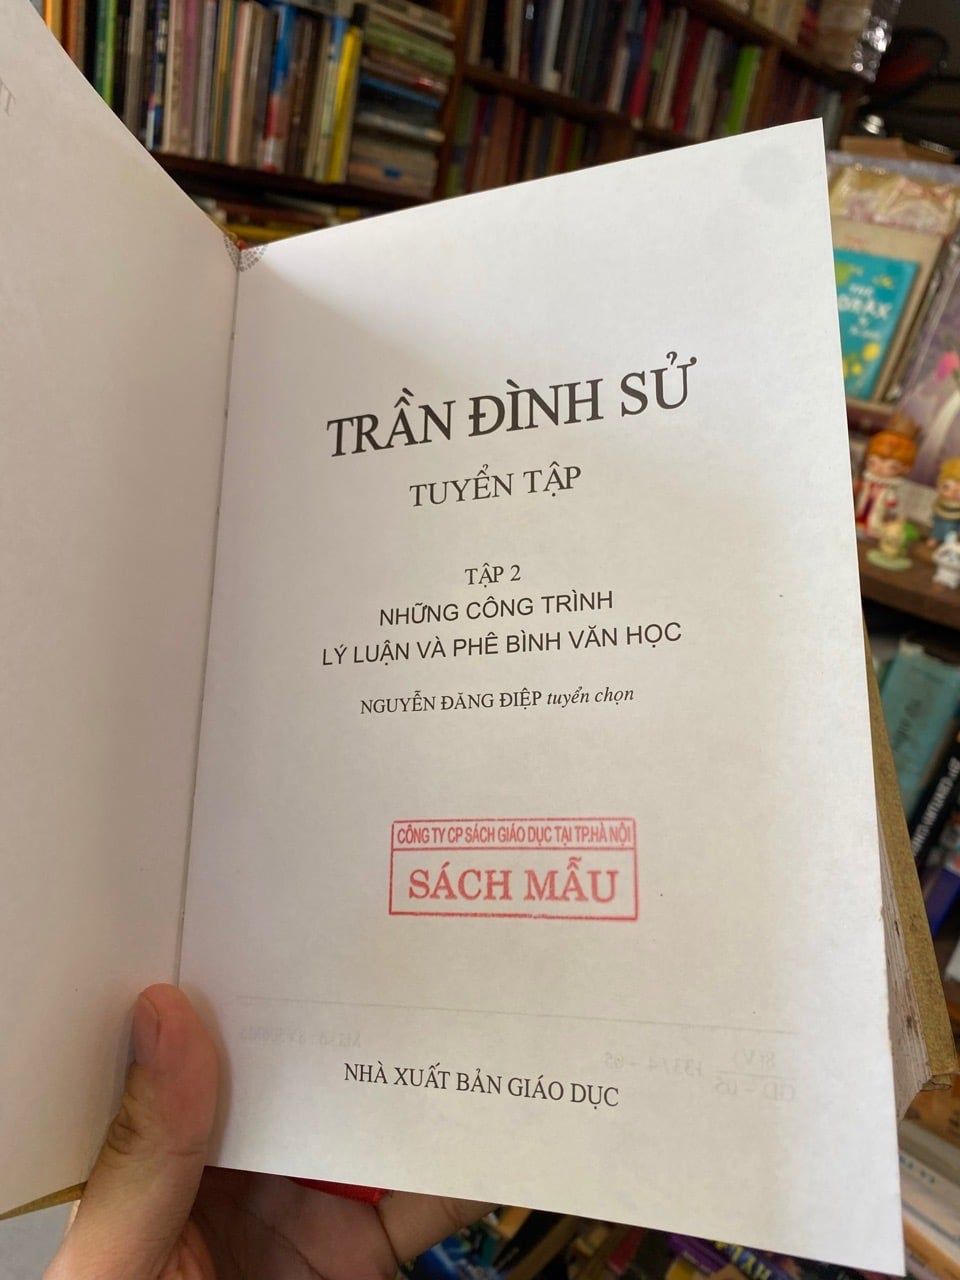 TRẦN ĐÌNH SỬ
TUYỂN TẬP
TẬP 2
NHỮNG CÔNG TRÌNH
LÝ LUẬN VÀ PHÊ BÌNH VĂN HỌC
NGUYỄN ĐĂNG ĐIỆP tuyển chọn
CÔNG TY CP SÁCH GIÁO DỤC TẠI TP.HÀ NỘI
SÁCH MẪU
NHÀ XUẤT BẢN GIÁO DỤC